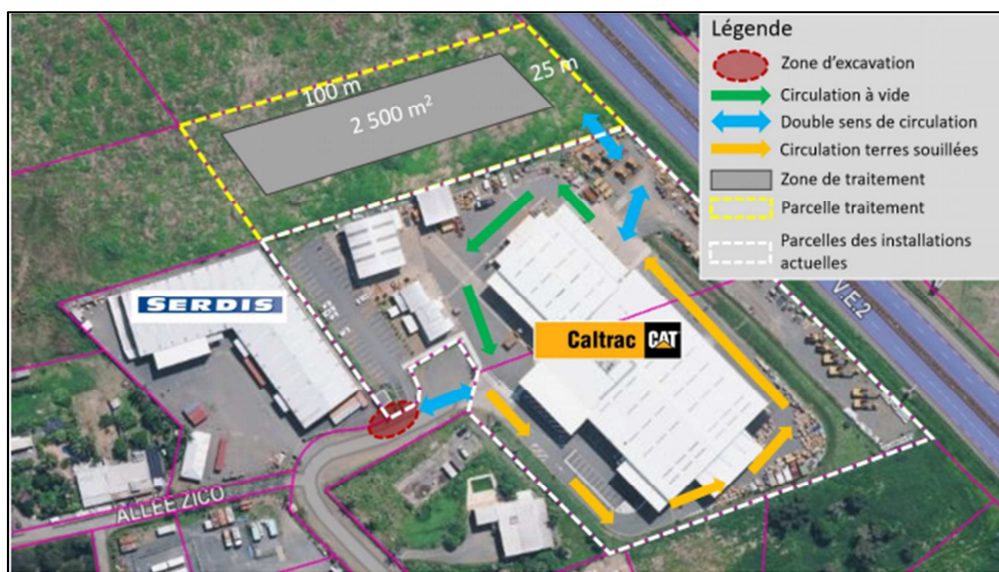 Légende
Zone d'excavation
Circulation à vide
Double sens de circulation
Circulation terres souillées
Zone de traitement
Parcelle traitement
Parcelles des installations
actuelles
100 m
25 m
2 500 m²
SERDIS
Caltrac CAT
V.E.2
ALLEE ZICO